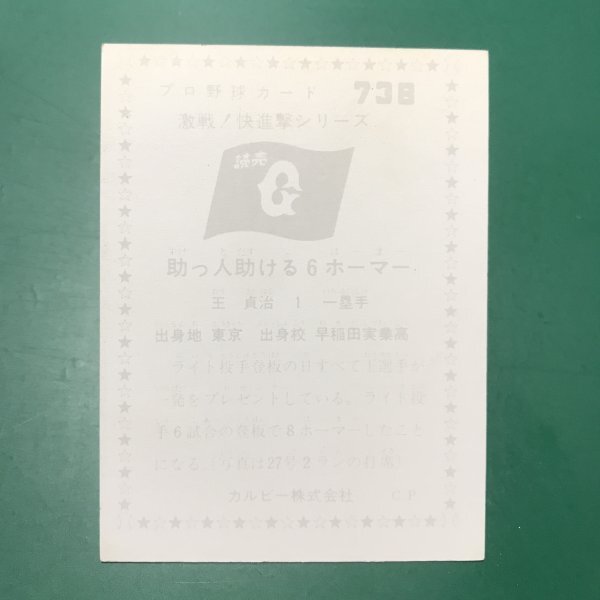 プロ野球カード 738
激戦！快進撃シリーズ
読売
G
助っ人助ける6ホーマー
王 貞治 1 一塁手
出身地 東京 出身校 早稲田実業高
ライト投手登板の日すべて王選手が
一発をプレゼントしている。ライト投
手6試合の登板で8ホーマーしたこと
になる。（写真は27号2ランの打席）
カルビー株式会社 C P